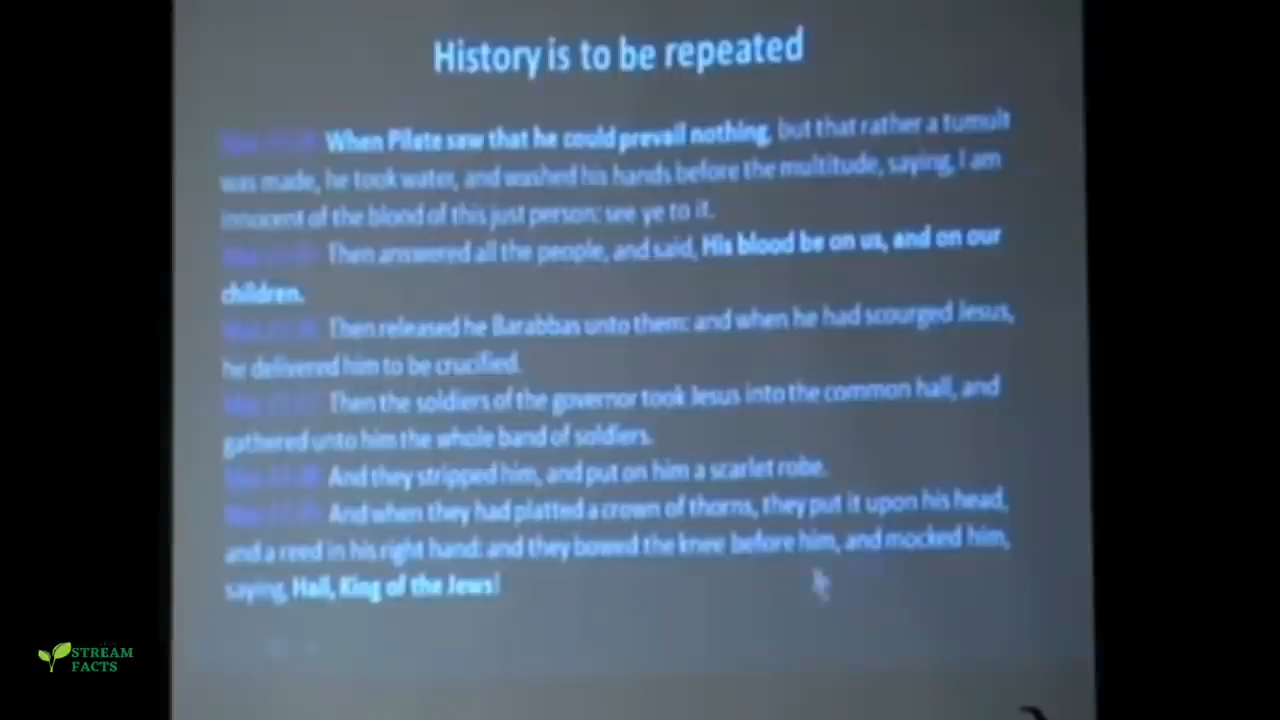 History is to be repeated
When Pilate saw that he could prevail nothing, but that rather a tumult
was made, he took water, and washed his hands before the multitude, saying, I am
innocent of the blood of this just person: see ye to it.
Then answered all the people, and said, His blood be on us, and on our
children.
Then released he Barabbas unto them: and when he had scourged Jesus,
he delivered him to be crucified.
Then the soldiers of the governor took Jesus into the common hall, and
gathered unto him the whole band of soldiers.
And they stripped him, and put on him a scarlet robe.
And when they had platted a crown of thorns, they put it upon his head,
and a reed in his right hand: and they bowed the knee before him, and mocked him,
saying, Hail, King of the Jews!
STREAM
FACTS